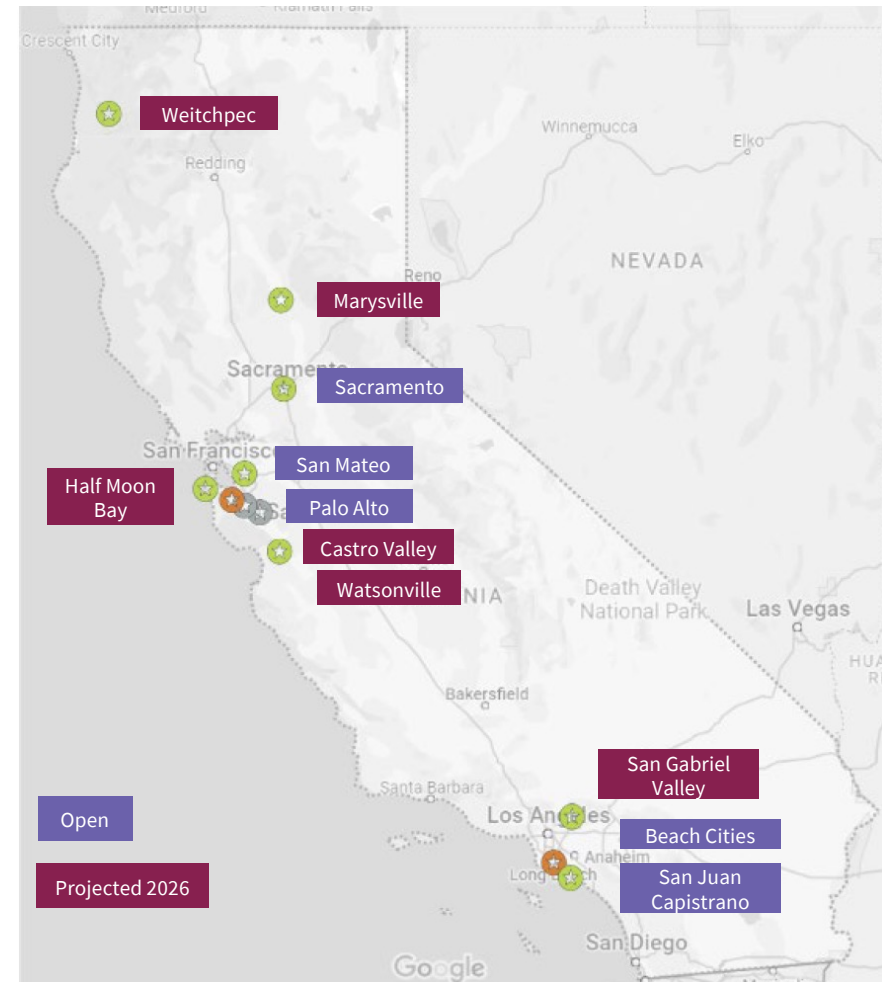 Medford
Klamath Falls
Crescent City
Weitchpec
Winnemucca
Elko
Redding
NEVADA
Reno
Marysville
Sacramento
Sacramento
San Francisco
San Mateo
Half Moon
Bay
Palo Alto
Castro Valley
Watsonville
NIA
Death Valley
National Park
Las Vegas
Bakersfield
San Gabriel
Valley
Santa Barbara
Open
Los Angeles
Beach Cities
Anaheim
Long Beach
San Juan
Capistrano
Projected 2026
San Diego
Google